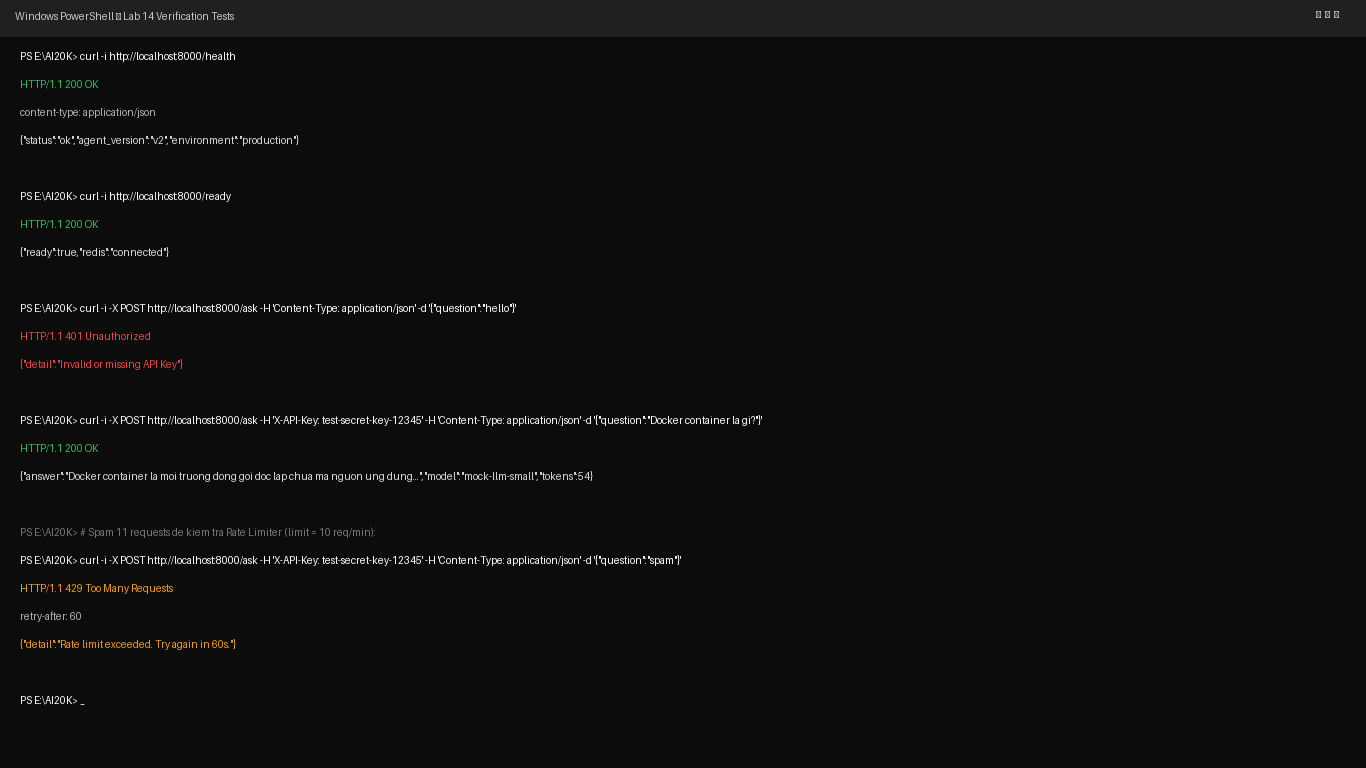 Windows PowerShell Lab 14 Verification Tests
PS E:\AI20K> curl -i http://localhost:8000/health
HTTP/1.1 200 OK
content-type: application/json
{"status":"ok","agent_version":"v2","environment":"production"}
PS E:\AI20K> curl -i http://localhost:8000/ready
HTTP/1.1 200 OK
{"ready":true,"redis":"connected"}
PS E:\AI20K> curl -i -X POST http://localhost:8000/ask -H 'Content-Type: application/json' -d '{"question":"hello"}'
HTTP/1.1 401 Unauthorized
{"detail":"Invalid or missing API Key"}
PS E:\AI20K> curl -i -X POST http://localhost:8000/ask -H 'X-API-Key: test-secret-key-12345' -H 'Content-Type: application/json' -d '{"question":"Docker container la gi?"}'
HTTP/1.1 200 OK
{"answer":"Docker container la moi truong dong goi doc lap chua ma nguon ung dung...","model":"mock-llm-small","tokens":54}
PS E:\AI20K> # Spam 11 requests de kiem tra Rate Limiter (limit = 10 req/min):
PS E:\AI20K> curl -i -X POST http://localhost:8000/ask -H 'X-API-Key: test-secret-key-12345' -H 'Content-Type: application/json' -d '{"question":"spam"}'
HTTP/1.1 429 Too Many Requests
retry-after: 60
{"detail":"Rate limit exceeded. Try again in 60s."}
PS E:\AI20K> _